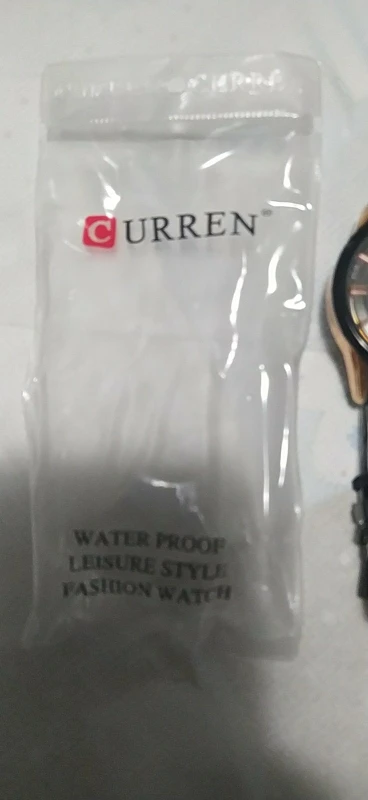 CURREN®
WATER PROOF
LEISURE STYLE
FASHION WATCH